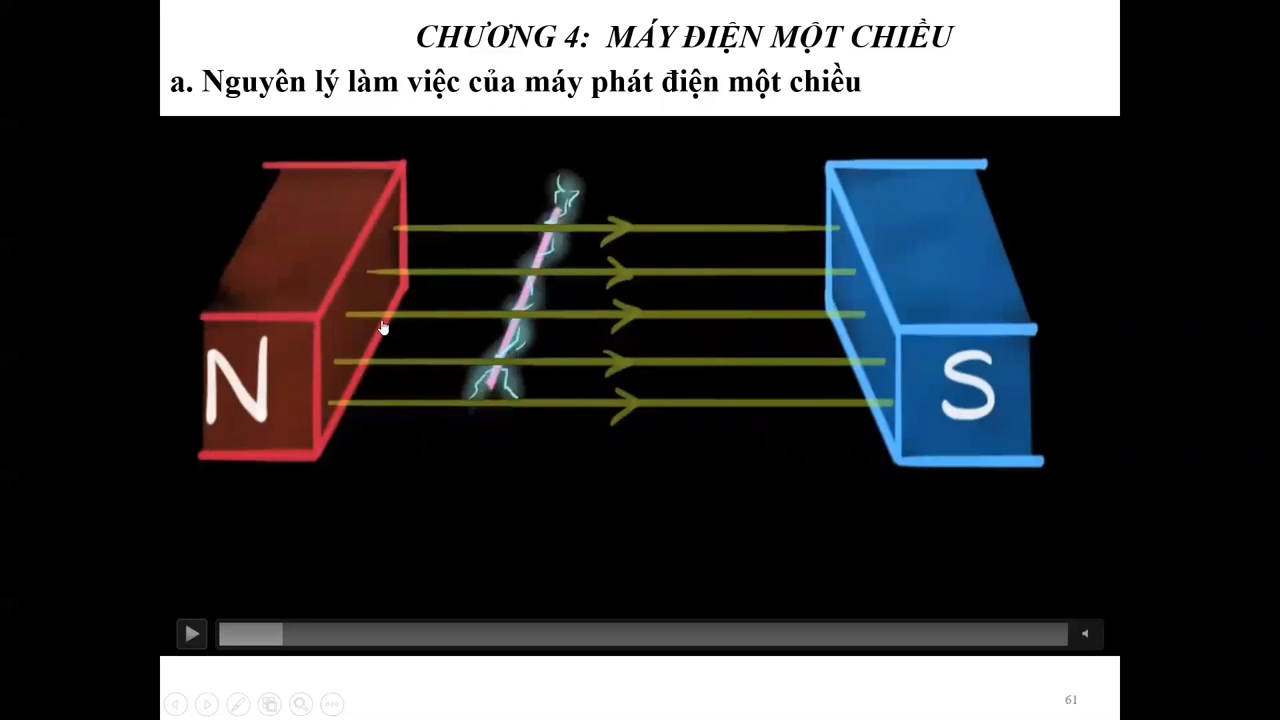 CHƯƠNG 4: MÁY ĐIỆN MỘT CHIỀU
a. Nguyên lý làm việc của máy phát điện một chiều
N
S
61